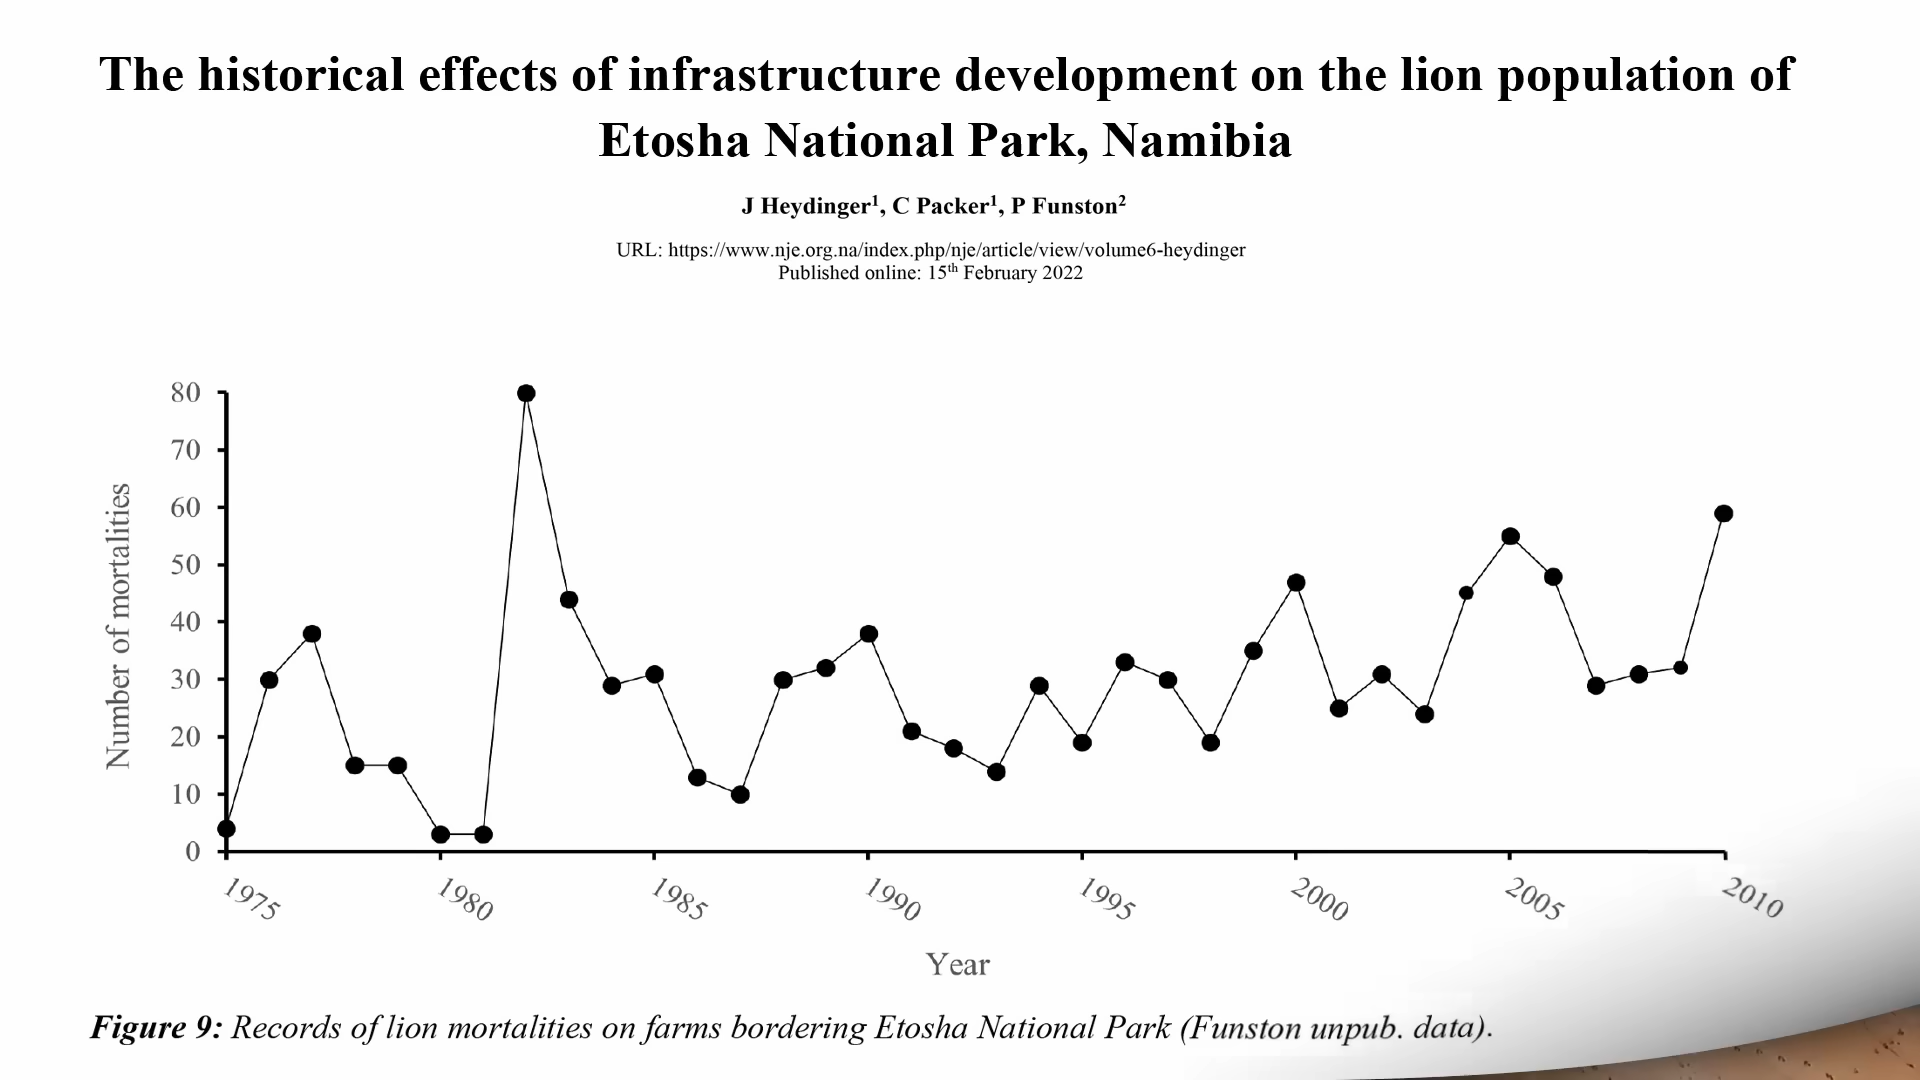 The historical effects of infrastructure development on the lion population of
Etosha National Park, Namibia
J Heydinger¹, C Packer¹, P Funston²
URL: https://www.nje.org.na/index.php/nje/article/view/volume6-heydinger
Published online: 15th February 2022
80
70
60
50
40
30
20
10
0
Number of mortalities
1975
1980
1985
1990
1995
2000
2005
2010
Year
Figure 9: Records of lion mortalities on farms bordering Etosha National Park (Funston unpub. data).